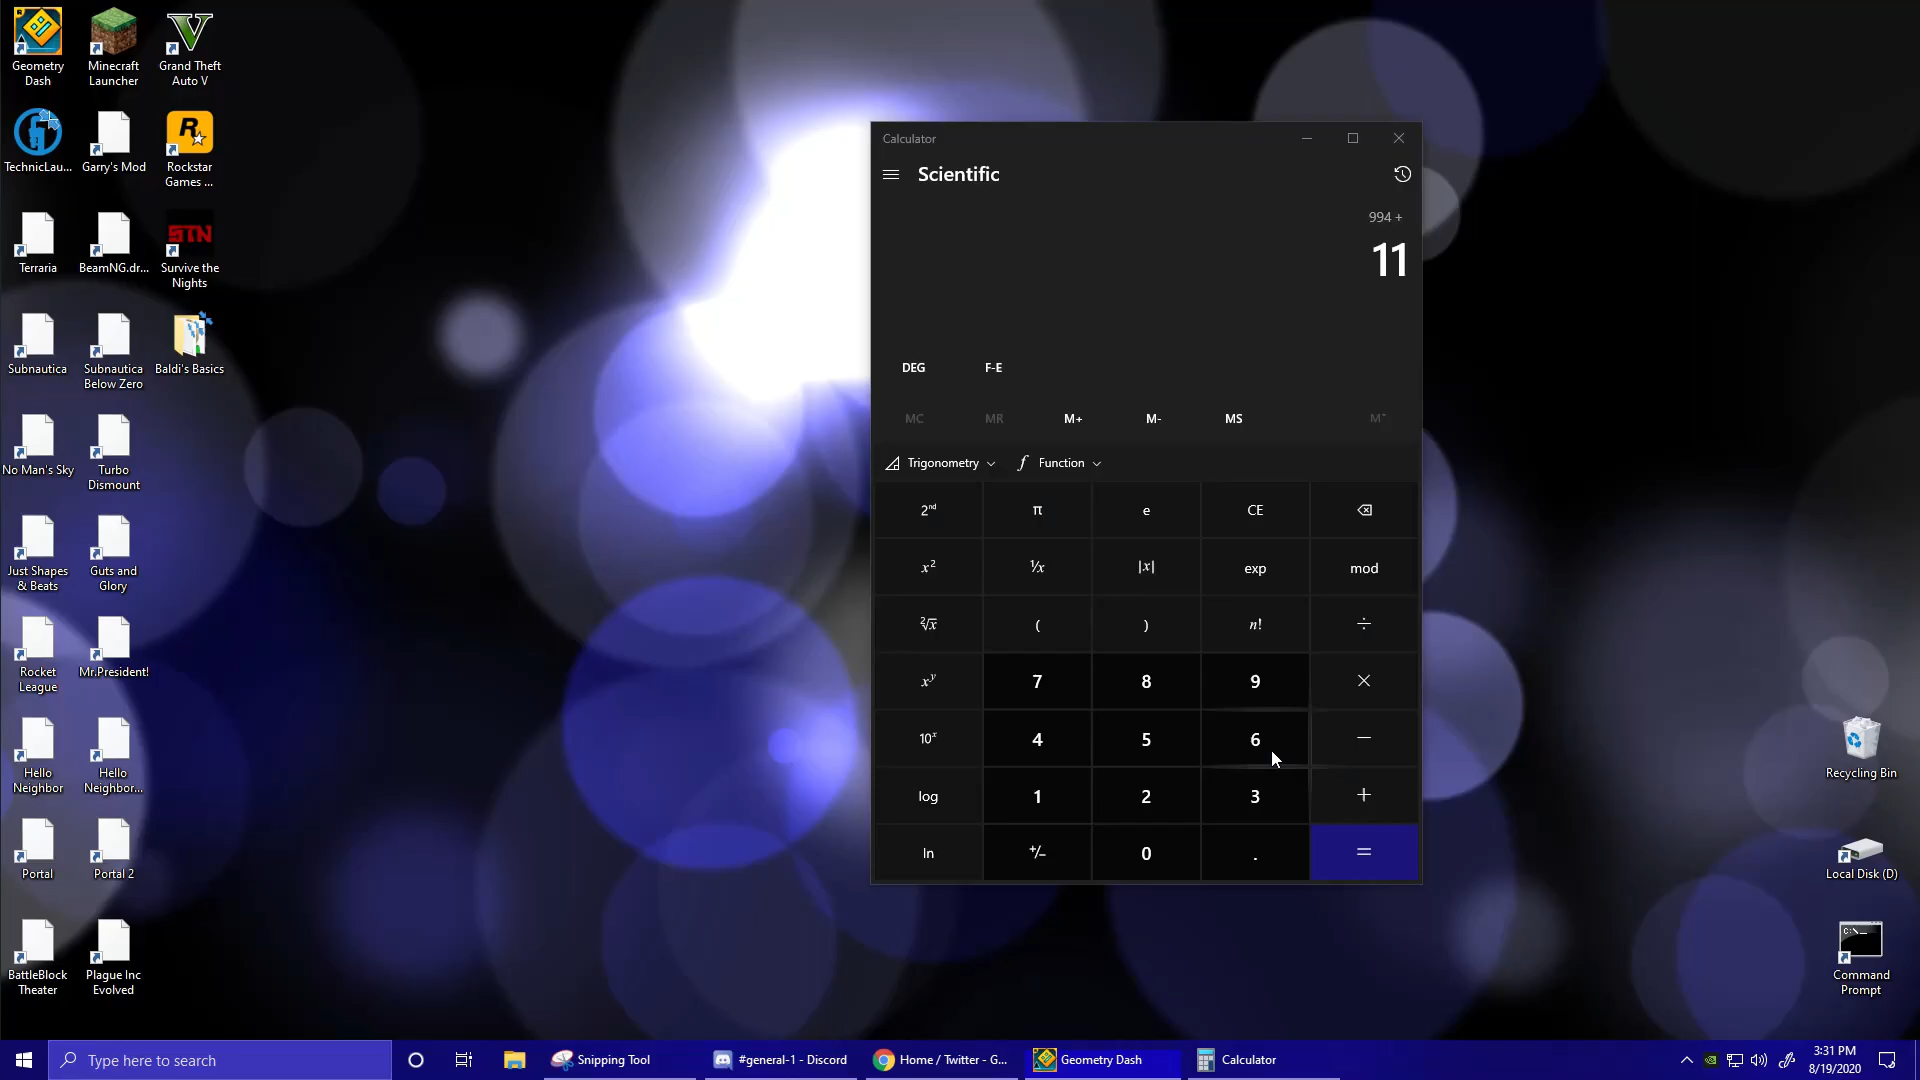 Geometry
Dash
Minecraft
Launcher
Grand Theft
Auto V
TechnicLau...
Garry's Mod
Rockstar
Games ...
Terraria
BeamNG.dr...
STN
Survive the
Nights
Subnautica
Subnautica
Below Zero
Baldi's Basics
No Man's Sky
Turbo
Dismount
Just Shapes
& Beats
Guts and
Glory
Rocket
League
Mr.President!
Hello
Neighbor
Hello
Neighbor...
Portal
Portal 2
BattleBlock
Theater
Plague Inc
Evolved
Calculator
Scientific
994 +
11
DEG F-E
MC MR M+ M- MS M˅
Trigonometry Function
2ⁿᵈ π e CE
x² ¹/x |x| exp mod
²√x ( ) n! ÷
xʸ 7 8 9 ×
10ˣ 4 5 6 −
log 1 2 3 +
ln +/− 0 . =
Recycling Bin
Local Disk (D)
C:\_
Command
Prompt
Type here to search
Snipping Tool
#general-1 - Discord
Home / Twitter - G...
Geometry Dash
Calculator
3:31 PM
8/19/2020